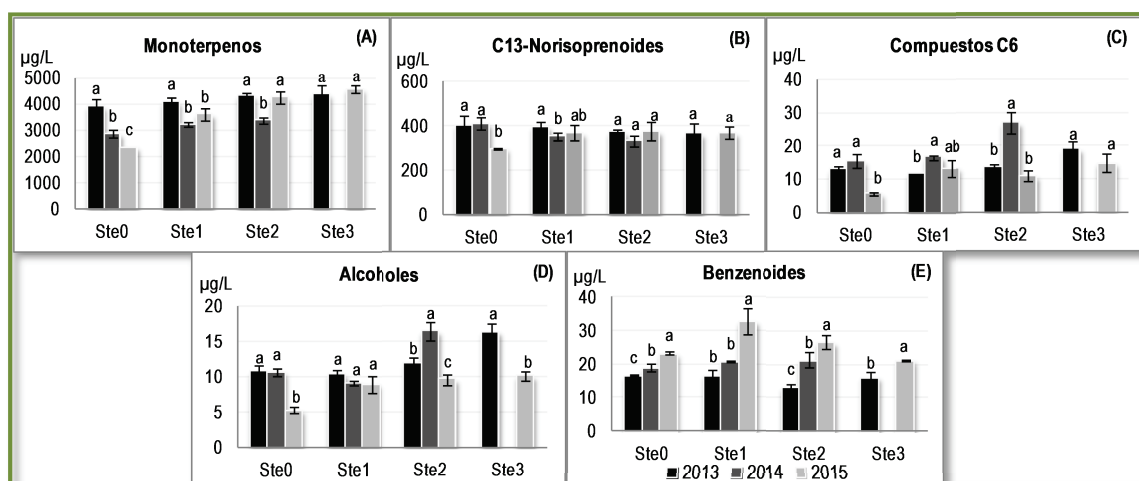 Monoterpenos (A)
µg/L
5000
4000
3000
2000
1000
0
a b c a b b a b a a a
Ste0 Ste1 Ste2 Ste3
C13-Norisoprenoides (B)
µg/L
600
400
200
0
a a b a b ab a a a a a
Ste0 Ste1 Ste2 Ste3
Compuestos C6 (C)
µg/L
40
30
20
10
0
a a b b a ab b a b a a
Ste0 Ste1 Ste2 Ste3
Alcoholes (D)
µg/L
20
15
10
5
0
a a b a a a b a c a b
Ste0 Ste1 Ste2 Ste3
Benzenoides (E)
µg/L
40
30
20
10
0
c b a b b a c b a b a
Ste0 Ste1 Ste2 Ste3
2013 2014 2015